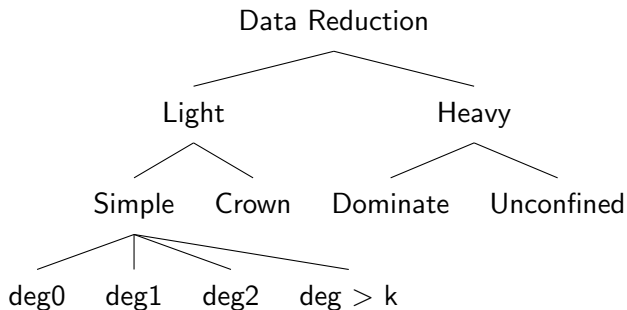 Data Reduction
Light Heavy
Simple Crown Dominate Unconfined
deg0 deg1 deg2 deg > k